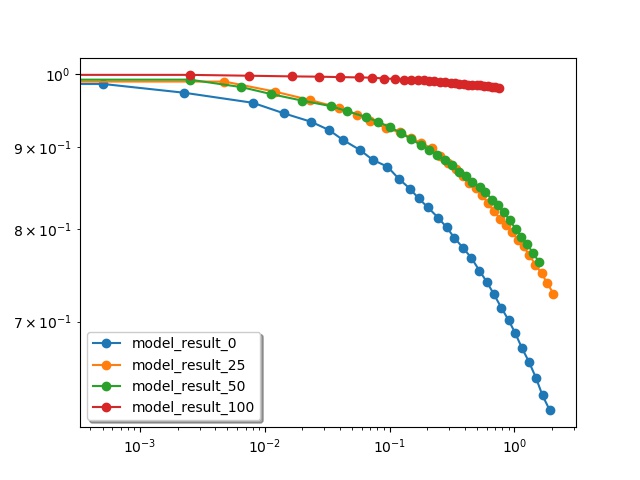 10⁰
9 × 10⁻¹
8 × 10⁻¹
7 × 10⁻¹
model_result_0
model_result_25
model_result_50
model_result_100
10⁻³ 10⁻² 10⁻¹ 10⁰